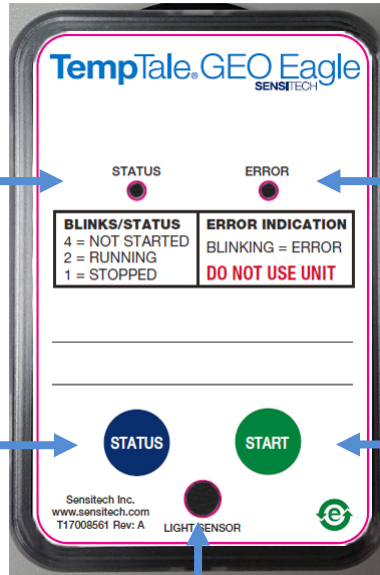 TempTale® GEO Eagle
SENSITECH
STATUS ERROR
BLINKS/STATUS
4 = NOT STARTED
2 = RUNNING
1 = STOPPED
ERROR INDICATION
BLINKING = ERROR
DO NOT USE UNIT
STATUS START
Sensitech Inc.
www.sensitech.com
T17008561 Rev: A
LIGHT SENSOR
e